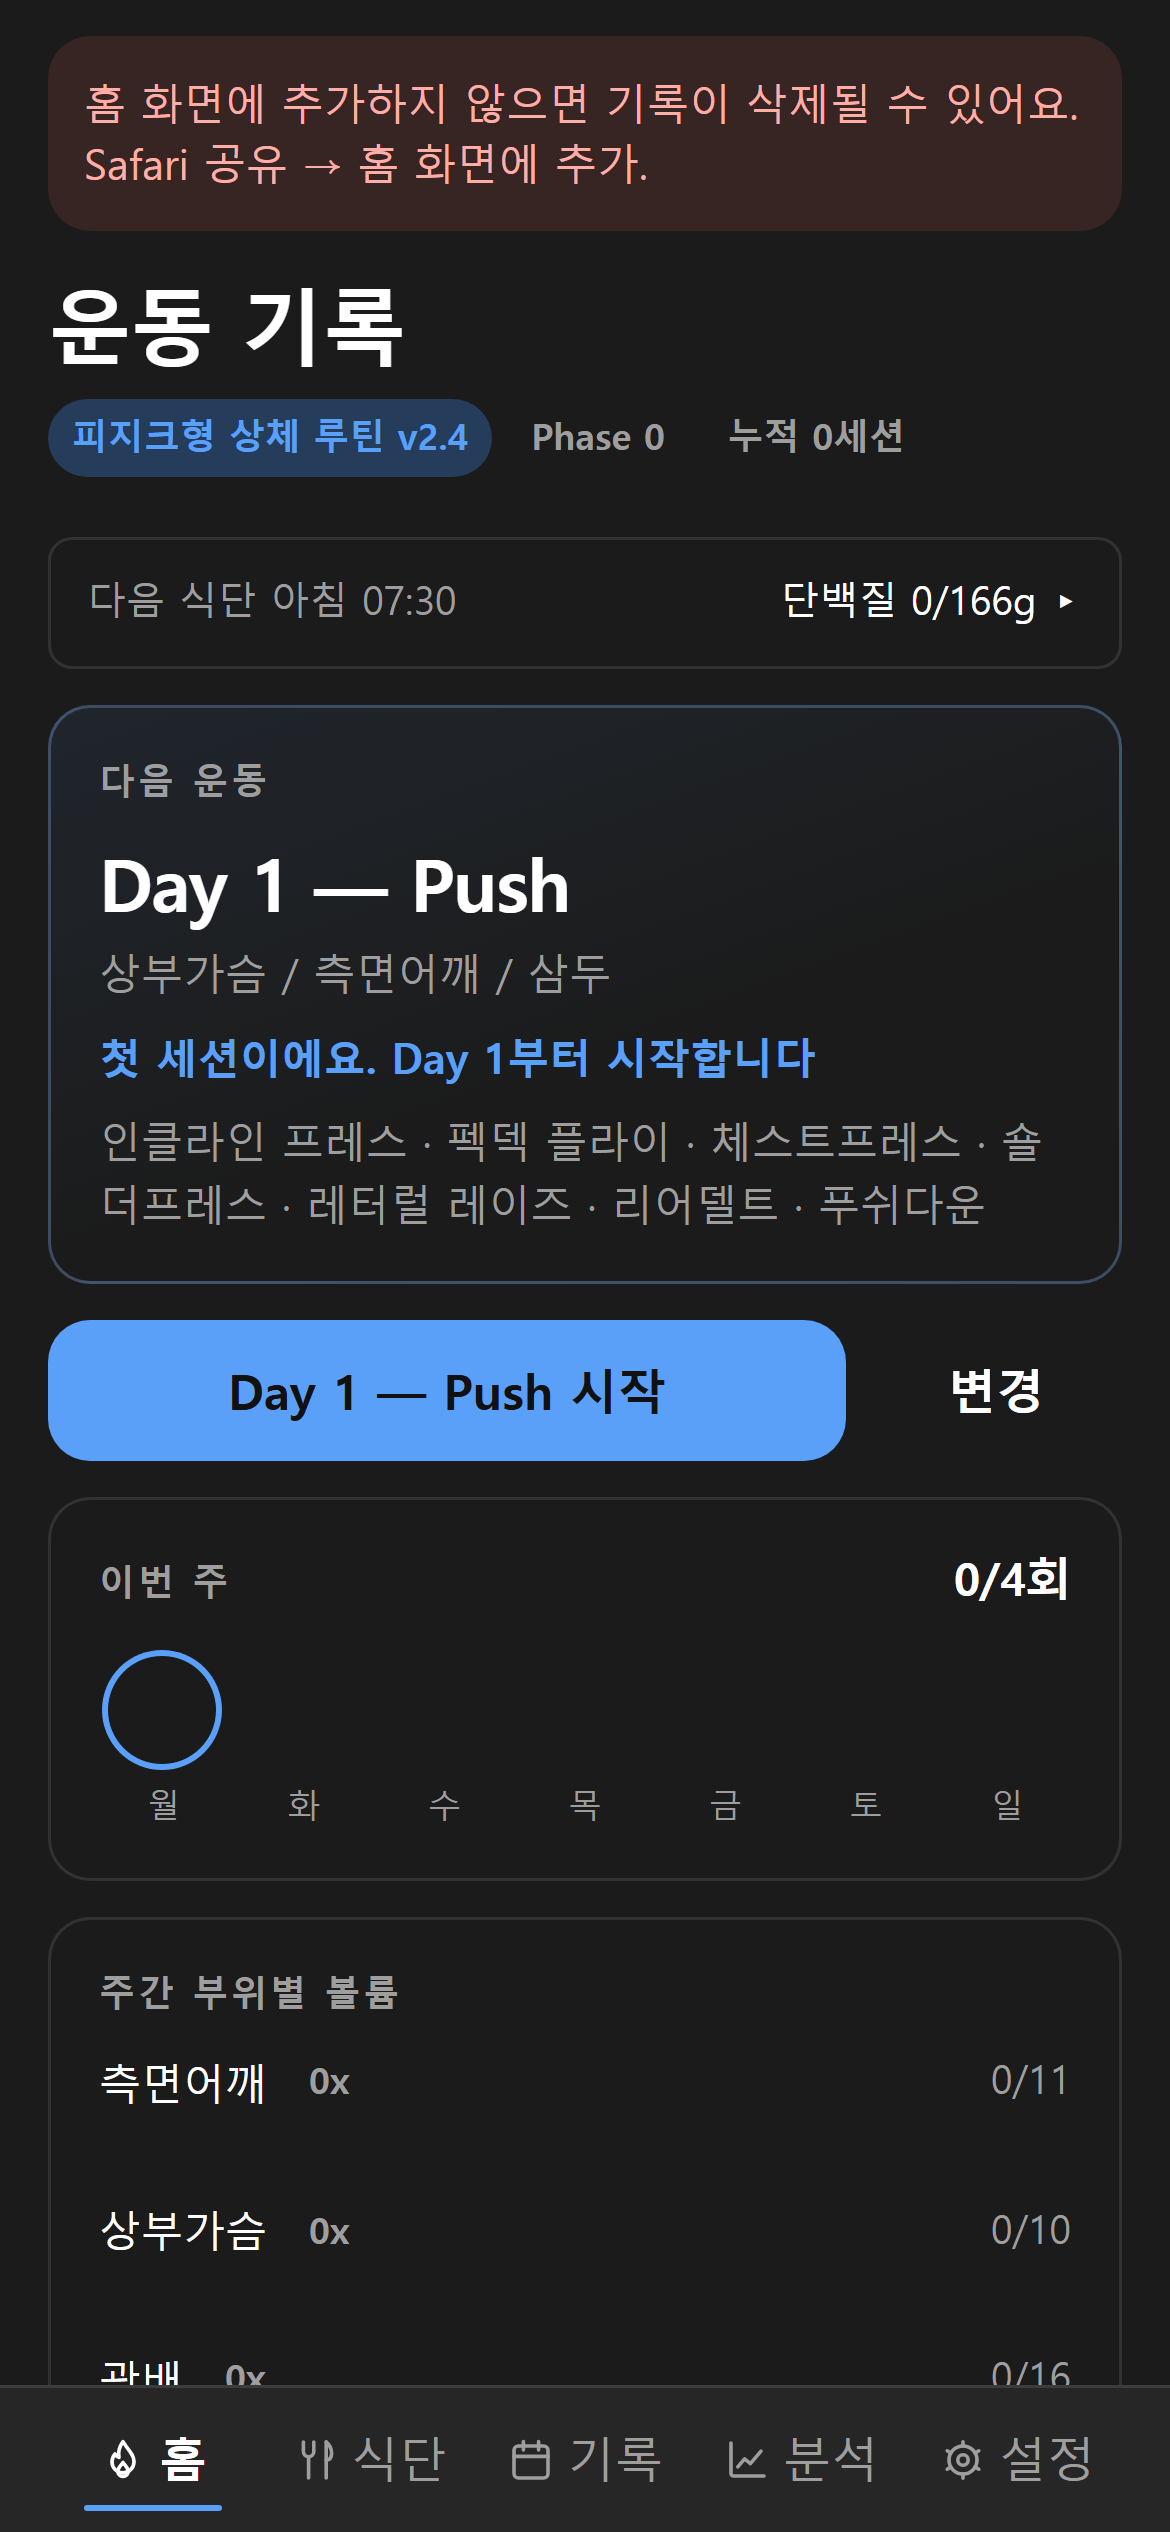 홈 화면에 추가하지 않으면 기록이 삭제될 수 있어요.
Safari 공유 → 홈 화면에 추가.
운동 기록
피지크형 상체 루틴 v2.4 Phase 0 누적 0세션
다음 식단 아침 07:30 단백질 0/166g ▸
다음 운동
Day 1 — Push
상부가슴 / 측면어깨 / 삼두
첫 세션이에요. Day 1부터 시작합니다
인클라인 프레스 · 펙덱 플라이 · 체스트프레스 · 숄
더프레스 · 레터럴 레이즈 · 리어델트 · 푸쉬다운
Day 1 — Push 시작 변경
이번 주 0/4회
월 화 수 목 금 토 일
주간 부위별 볼륨
측면어깨 0x 0/11
상부가슴 0x 0/10
광배 0x 0/16
홈 식단 기록 분석 설정